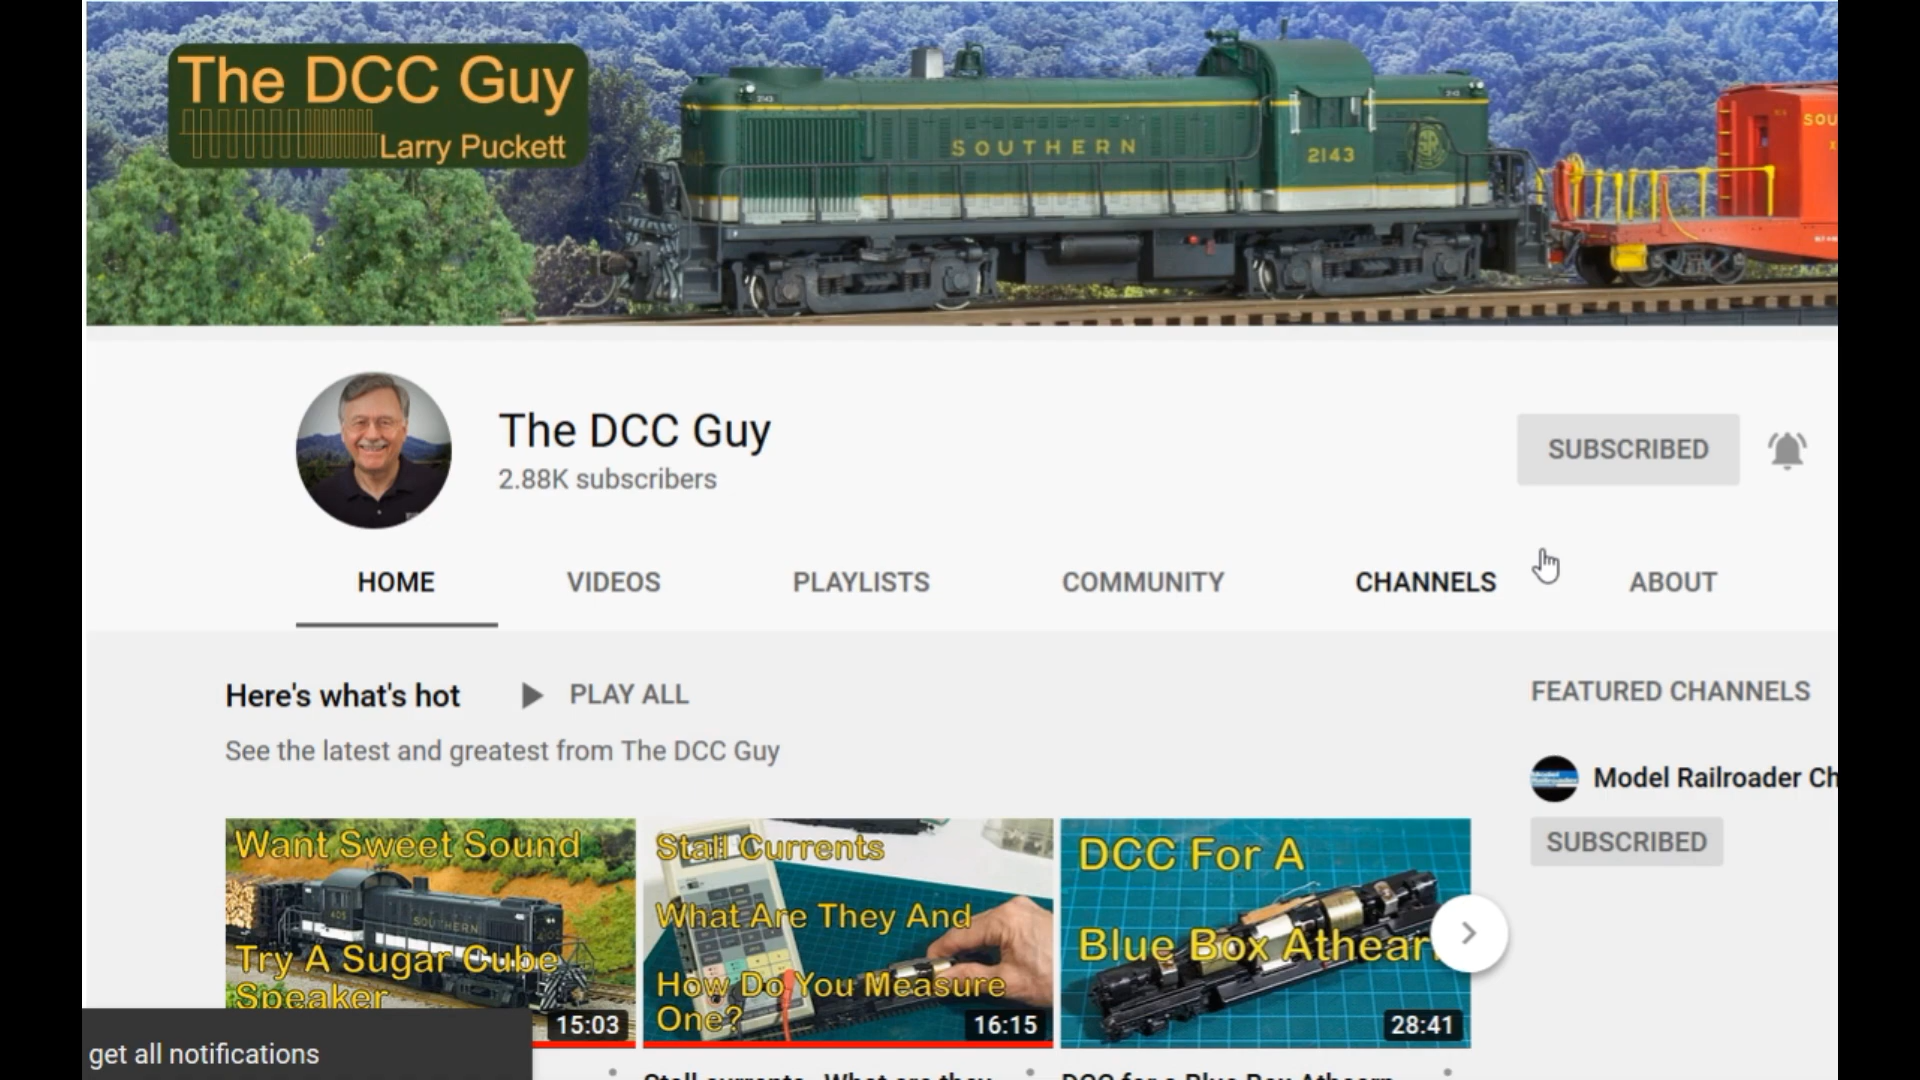 The DCC Guy
Larry Puckett
SOUTHERN
2143
SOU
The DCC Guy
2.88K subscribers
SUBSCRIBED
HOME
VIDEOS
PLAYLISTS
COMMUNITY
CHANNELS
ABOUT
Here's what's hot
PLAY ALL
See the latest and greatest from The DCC Guy
FEATURED CHANNELS
Model Railroader Ch
SUBSCRIBED
Want Sweet Sound
405
SOUTHERN
Try A Sugar Cube
Speaker
15:03
Stall Currents
What Are They And
How Do You Measure
One?
16:15
DCC For A
Blue Box Athear
28:41
get all notifications